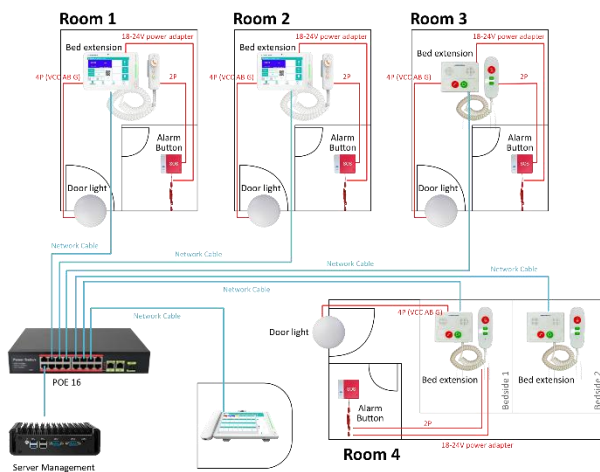 Room 1
Room 2
Room 3
18-24V power adapter
18-24V power adapter
18-24V power adapter
Bed extension
Bed extension
Bed extension
4P (VCC AB G)
2P
4P (VCC AB G)
2P
4P (VCC AB G)
2P
Alarm
Button
Alarm
Button
Alarm
Button
SOS
SOS
SOS
Door light
Door light
Door light
Network Cable
Network Cable
Network Cable
Network Cable
Network Cable
Network Cable
4P (VCC AB G)
Door light
POE 16
Bed extension
Bed extension
Bedside 1
Bedside 2
SOS
Alarm
Button
2P
18-24V power adapter
Room 4
Server Management